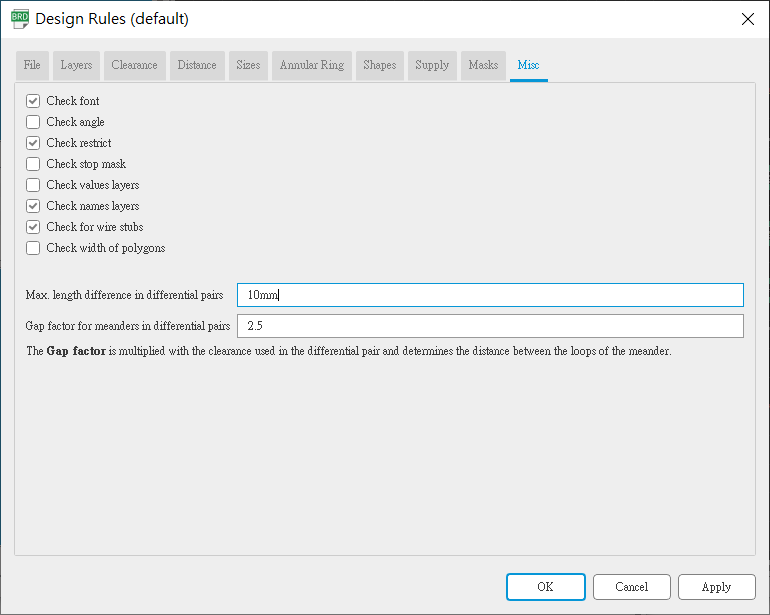 BRD Design Rules (default)
File Layers Clearance Distance Sizes Annular Ring Shapes Supply Masks Misc
Check font
Check angle
Check restrict
Check stop mask
Check values layers
Check names layers
Check for wire stubs
Check width of polygons
Max. length difference in differential pairs 10mm
Gap factor for meanders in differential pairs 2.5
The Gap factor is multiplied with the clearance used in the differential pair and determines the distance between the loops of the meander.
OK Cancel Apply